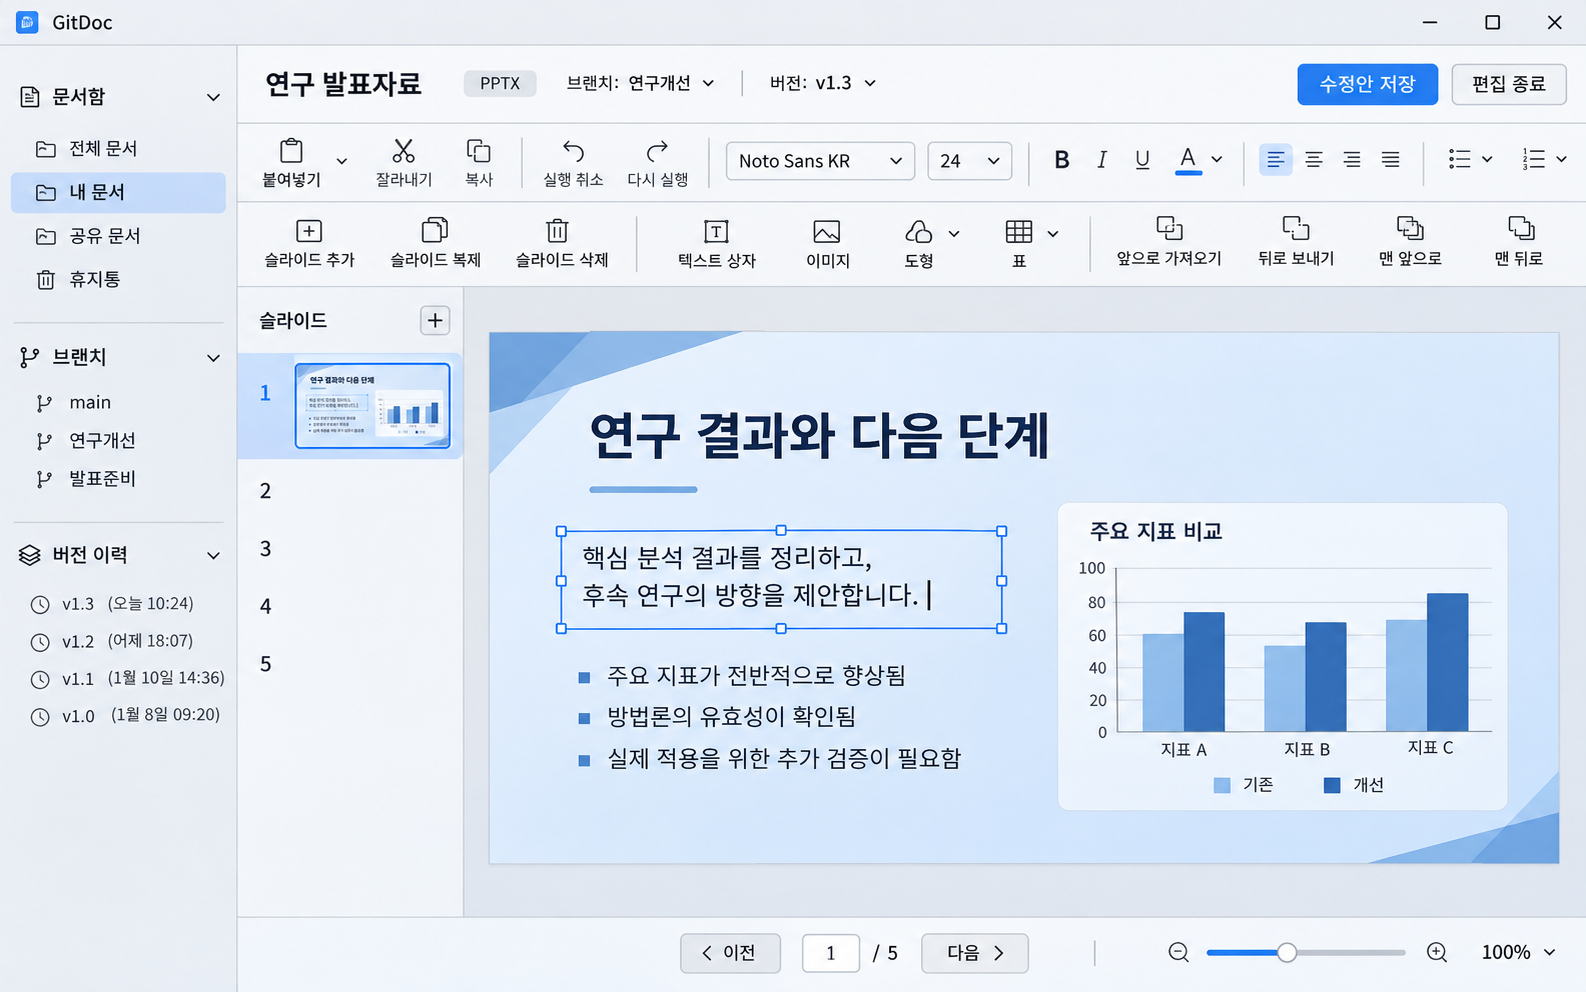 GitDoc
문서함
전체 문서
내 문서
공유 문서
휴지통
브랜치
main
연구개선
발표준비
버전 이력
v1.3 (오늘 10:24)
v1.2 (어제 18:07)
v1.1 (1월 10일 14:36)
v1.0 (1월 8일 09:20)
연구 발표자료 PPTX 브랜치: 연구개선 버전: v1.3 수정안 저장 편집 종료
붙여넣기 잘라내기 복사 실행 취소 다시 실행 Noto Sans KR 24 B I U A
슬라이드 추가 슬라이드 복제 슬라이드 삭제 텍스트 상자 이미지 도형 표 앞으로 가져오기 뒤로 보내기 맨 앞으로 맨 뒤로
슬라이드
1
2
3
4
5
연구 결과와 다음 단계
핵심 분석 결과를 정리하고,
후속 연구의 방향을 제안합니다.
주요 지표가 전반적으로 향상됨
방법론의 유효성이 확인됨
실제 적용을 위한 추가 검증이 필요함
주요 지표 비교
100
80
60
40
20
0
지표 A 지표 B 지표 C
기존 개선
이전 1 / 5 다음 100%